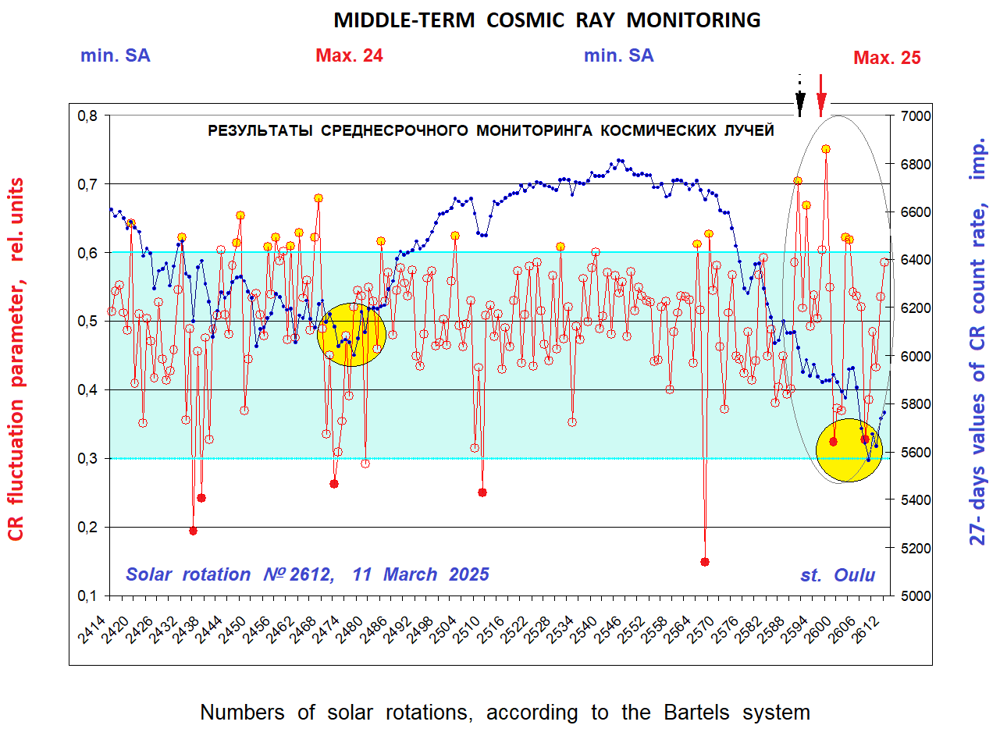 MIDDLE-TERM COSMIC RAY MONITORING
min. SA Max. 24 min. SA Max. 25
РЕЗУЛЬТАТЫ СРЕДНЕСРОЧНОГО МОНИТОРИНГА КОСМИЧЕСКИХ ЛУЧЕЙ
CR fluctuation parameter, rel. units
0,8
0,7
0,6
0,5
0,4
0,3
0,2
0,1
7000
6800
6600
6400
6200
6000
5800
5600
5400
5200
5000
27- days values of CR count rate, imp.
Solar rotation № 2612, 11 March 2025
st. Oulu
2414 2420 2426 2432 2438 2444 2450 2456 2462 2468 2474 2480 2486 2492 2498 2504 2510 2516 2522 2528 2534 2540 2546 2552 2558 2564 2570 2576 2582 2588 2594 2600 2606 2612
Numbers of solar rotations, according to the Bartels system